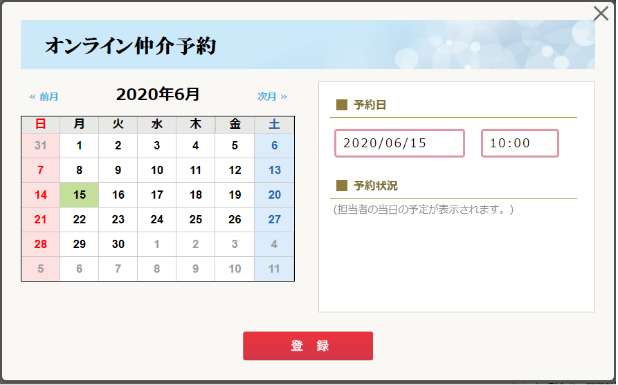 オンライン仲介予約
« 前月 2020年6月 次月 »
日 月 火 水 木 金 土
31 1 2 3 4 5 6
7 8 9 10 11 12 13
14 15 16 17 18 19 20
21 22 23 24 25 26 27
28 29 30 1 2 3 4
5 6 7 8 9 10 11
予約日
2020/06/15 10:00
予約状況
(担当者の当日の予定が表示されます。)
登 録